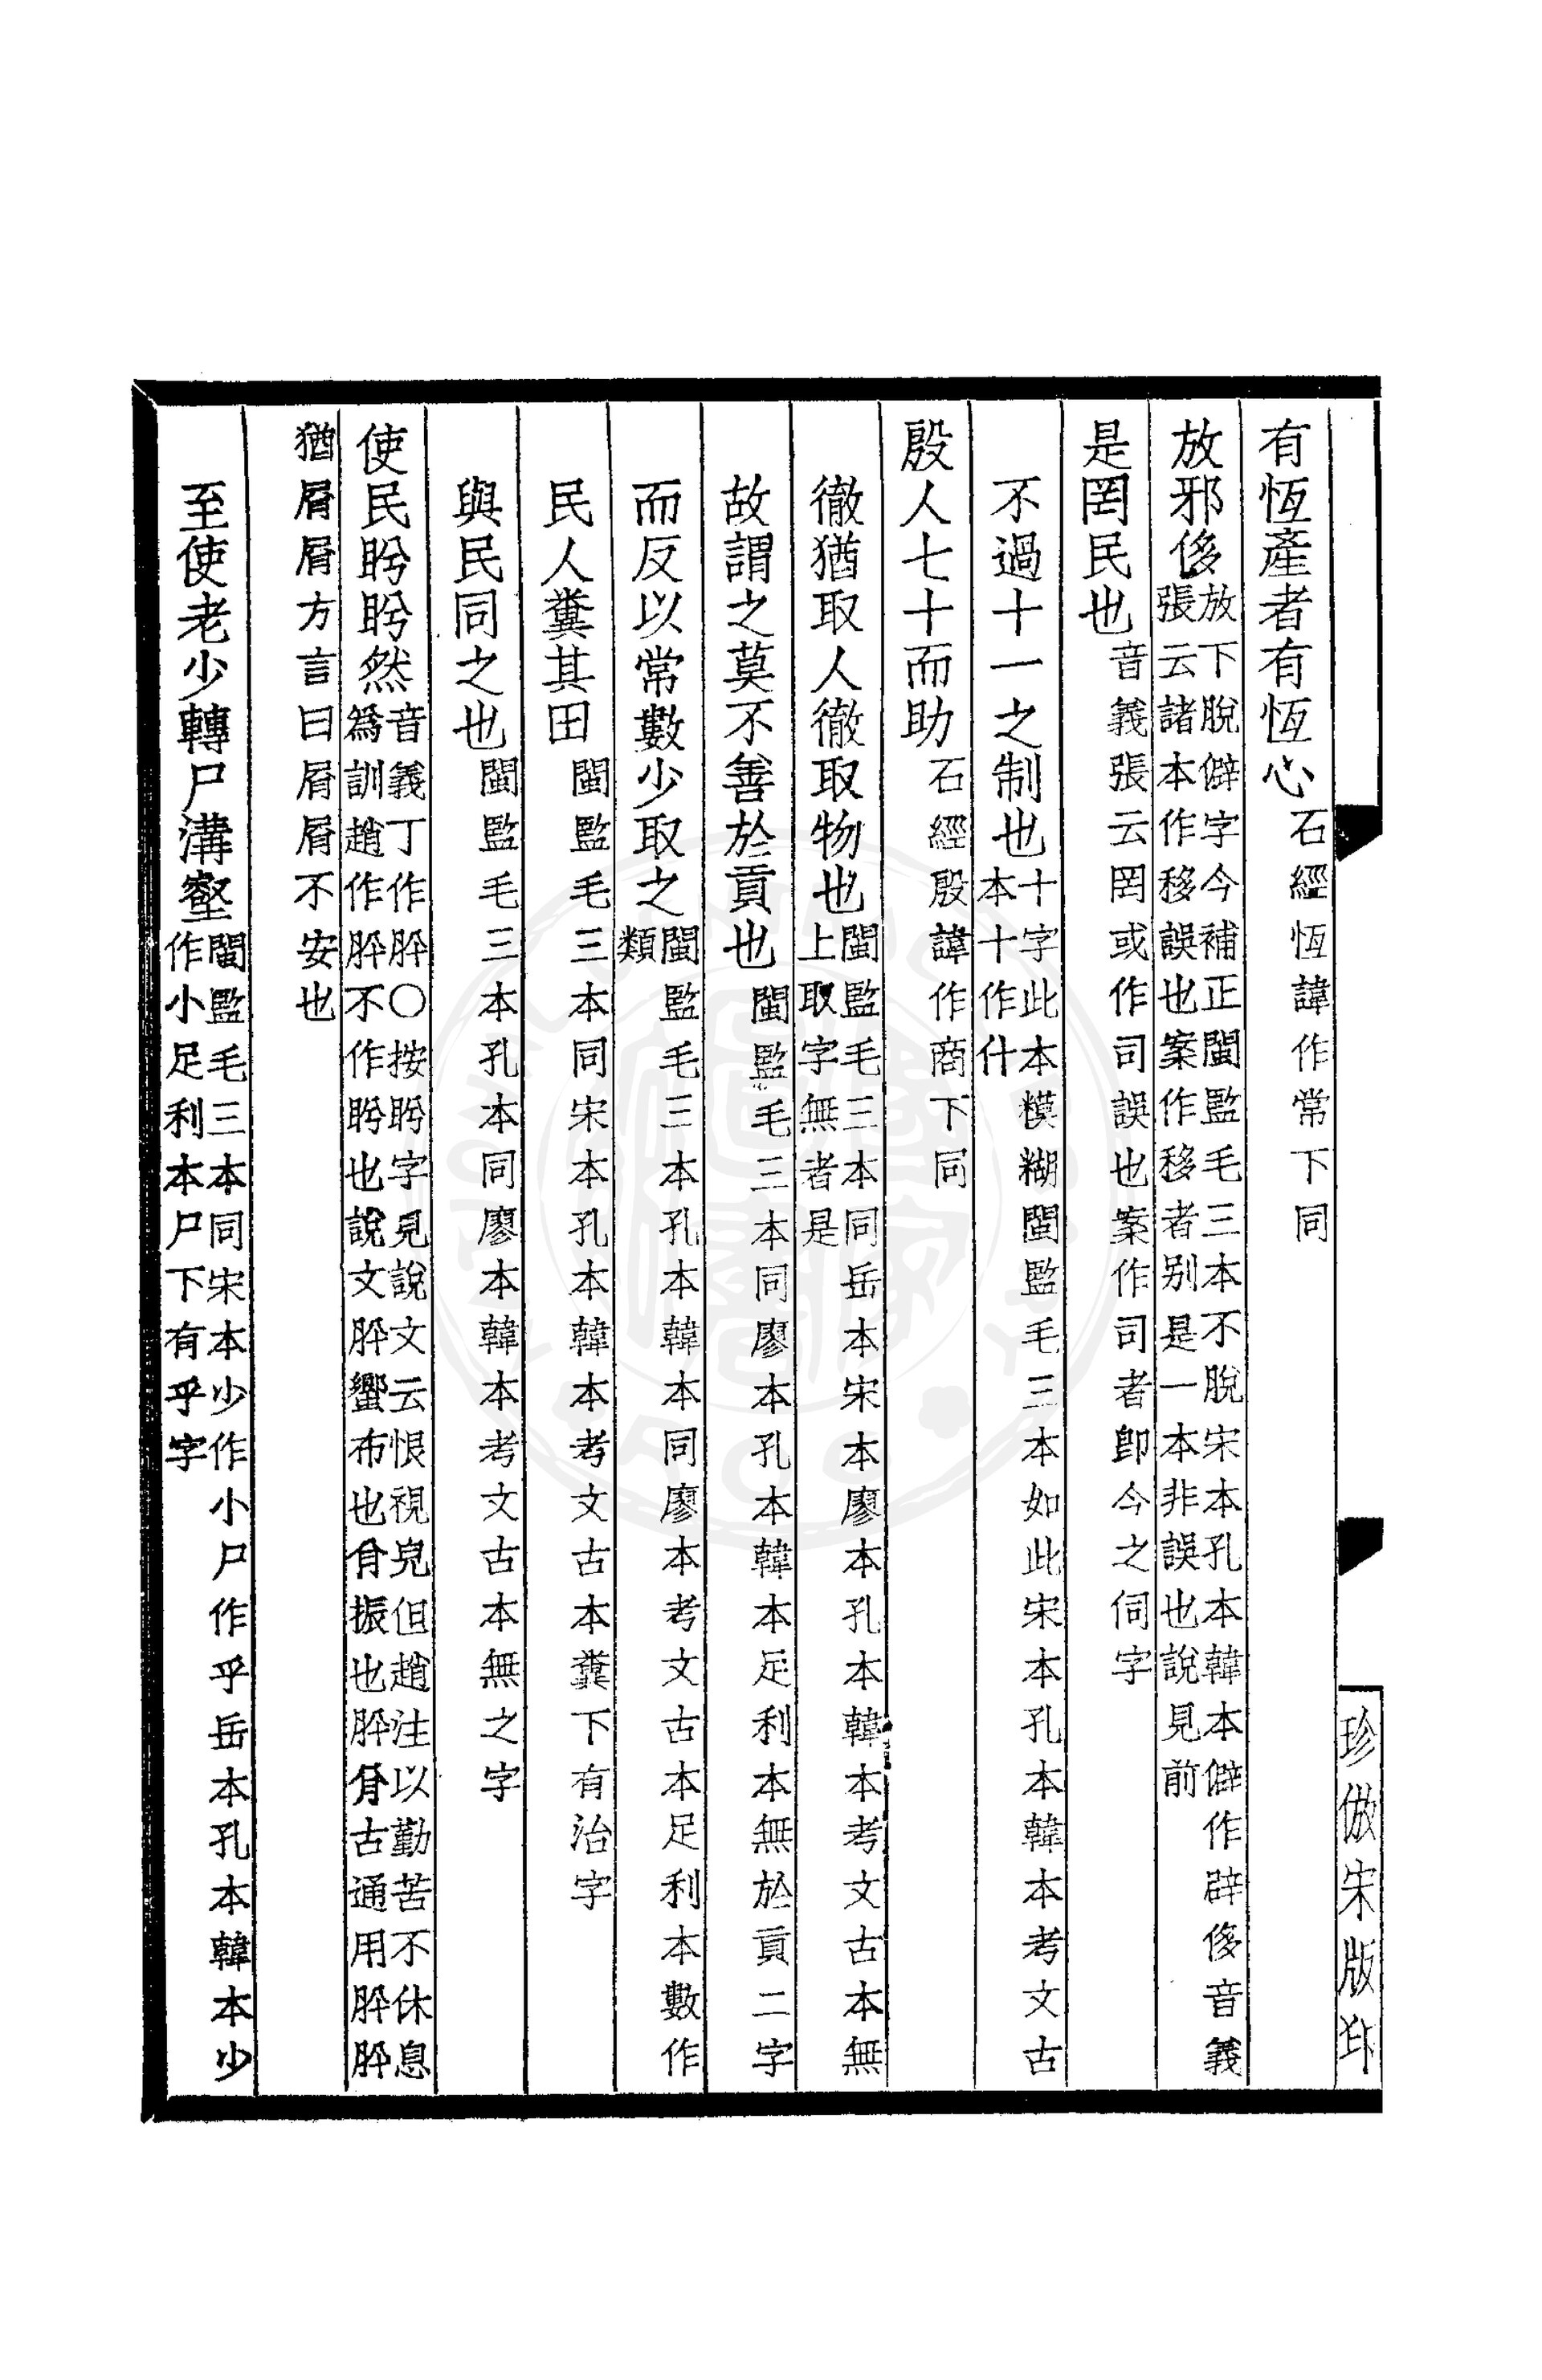 有恆產者有恆心石經恆諱作常下同
放邪侈放下脫僻字今補正閩監毛三本不脫宋本孔本韓本僻作辟侈音義
張云諸本作移誤也案作移者别是一本非誤也說見前
是罔民也音義張云罔或作司誤也案作司者卽今之伺字
不過十一之制也十字此本模糊閩監毛三本如此宋本孔本韓本考文古
本十作什
殷人七十而助石經殷諱作商下同
徹猶取人徹取物也閩監毛三本同岳本宋本廖本孔本韓本考文古本無
上取字無者是
故謂之莫不善於貢也閩監毛三本同廖本孔本韓本足利本無於貢二字
而反以常數少取之閩監毛三本孔本韓本同廖本考文古本足利本數作
類
民人糞其田閩監毛三本同宋本孔本韓本考文古本糞下有治字
與民同之也閩監毛三本孔本同廖本韓本考文古本無之字
使民盻盻然音義丁作肸〇按盻字見說文云恨視皃但趙注以勤苦不休息
爲訓趙作肸不作盻也說文肸蠁布也㑶振也肸㑶古通用肸肸
猶屑屑方言曰屑屑不安也
至使老少轉尸溝壑閩監毛三本同宋本少作小尸作乎岳本孔本韓本少
作小足利本尸下有乎字
珍倣宋版印